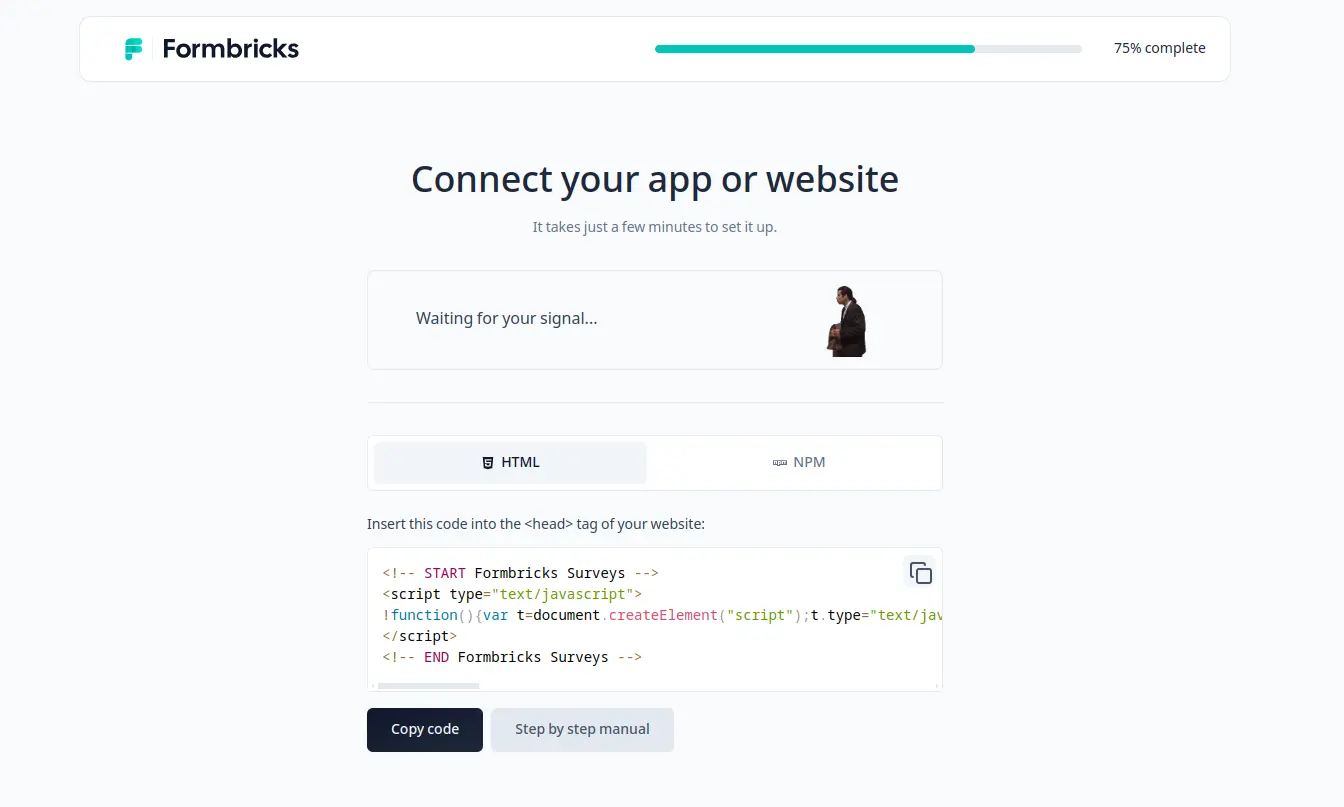 Formbricks
75% complete
Connect your app or website
It takes just a few minutes to set it up.
Waiting for your signal...
HTML
NPM
Insert this code into the <head> tag of your website:
<!-- START Formbricks Surveys -->
<script type="text/javascript">
!function(){var t=document.createElement("script");t.type="text/jav
</script>
<!-- END Formbricks Surveys -->
Copy code
Step by step manual